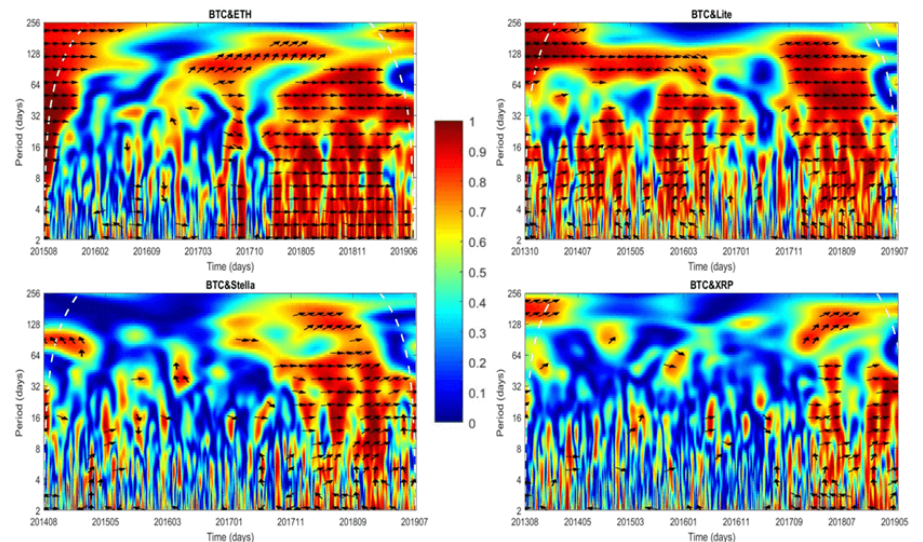 BTC&ETH
256
128
64
32
16
8
4
2
Period (days)
201508 201602 201609 201703 201710 201805 201811 201906
Time (days)
BTC&Lite
256
128
64
32
16
8
4
2
Period (days)
201310 201407 201505 201603 201701 201711 201809 201907
Time (days)
1
0.9
0.8
0.7
0.6
0.5
0.4
0.3
0.2
0.1
0
BTC&Stella
256
128
64
32
16
8
4
2
Period (days)
201408 201505 201603 201701 201711 201809 201907
Time (days)
BTC&XRP
256
128
64
32
16
8
4
2
Period (days)
201308 201405 201503 201601 201611 201709 201807 201905
Time (days)